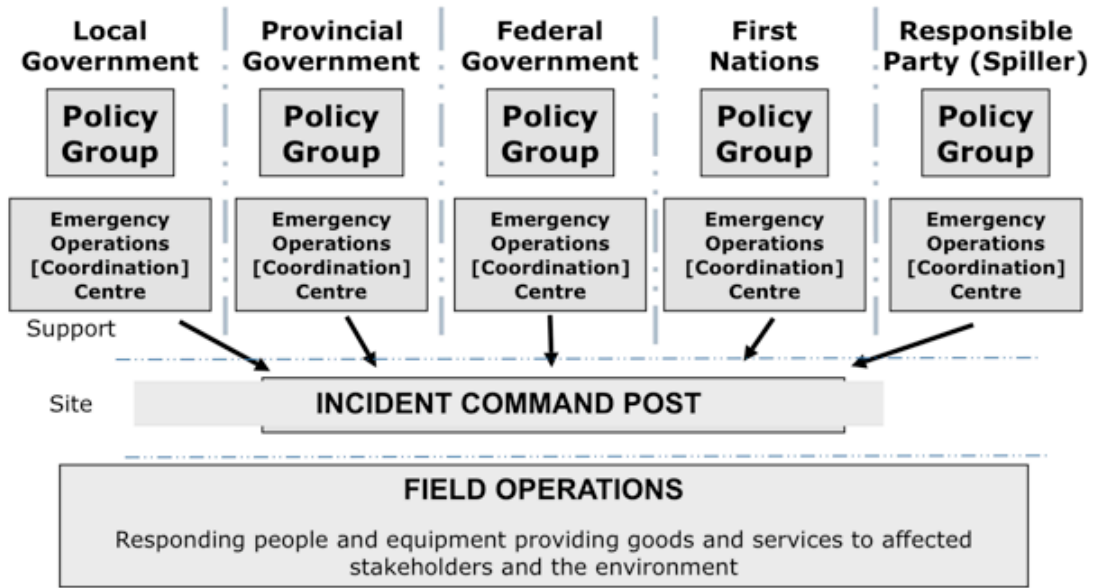 Local
Government
Provincial
Government
Federal
Government
First
Nations
Responsible
Party (Spiller)
Policy
Group
Policy
Group
Policy
Group
Policy
Group
Policy
Group
Emergency
Operations
[Coordination]
Centre
Emergency
Operations
[Coordination]
Centre
Emergency
Operations
[Coordination]
Centre
Emergency
Operations
[Coordination]
Centre
Emergency
Operations
[Coordination]
Centre
Support
Site
INCIDENT COMMAND POST
FIELD OPERATIONS
Responding people and equipment providing goods and services to affected
stakeholders and the environment